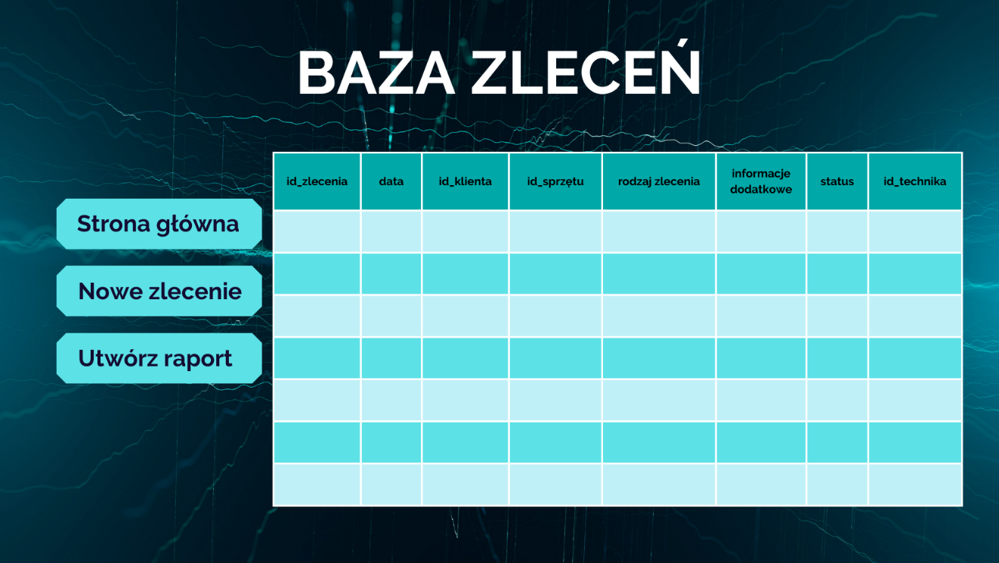 BAZA ZLECEŃ
Strona główna
Nowe zlecenie
Utwórz raport
id_zlecenia
data
id_klienta
id_sprzętu
rodzaj zlecenia
informacje
dodatkowe
status
id_technika